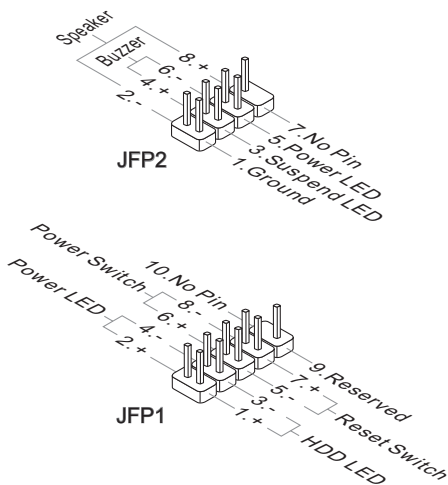 Speaker
Buzzer
8.+
6.-
4.+
2.-
7.No Pin
5.Power LED
3.Suspend LED
1.Ground
JFP2
Power Switch
Power LED
10.No Pin
8.-
6.+
4.-
2.+
9.Reserved
7.+
5.-
3.-
1.+
Reset Switch
HDD LED
JFP1